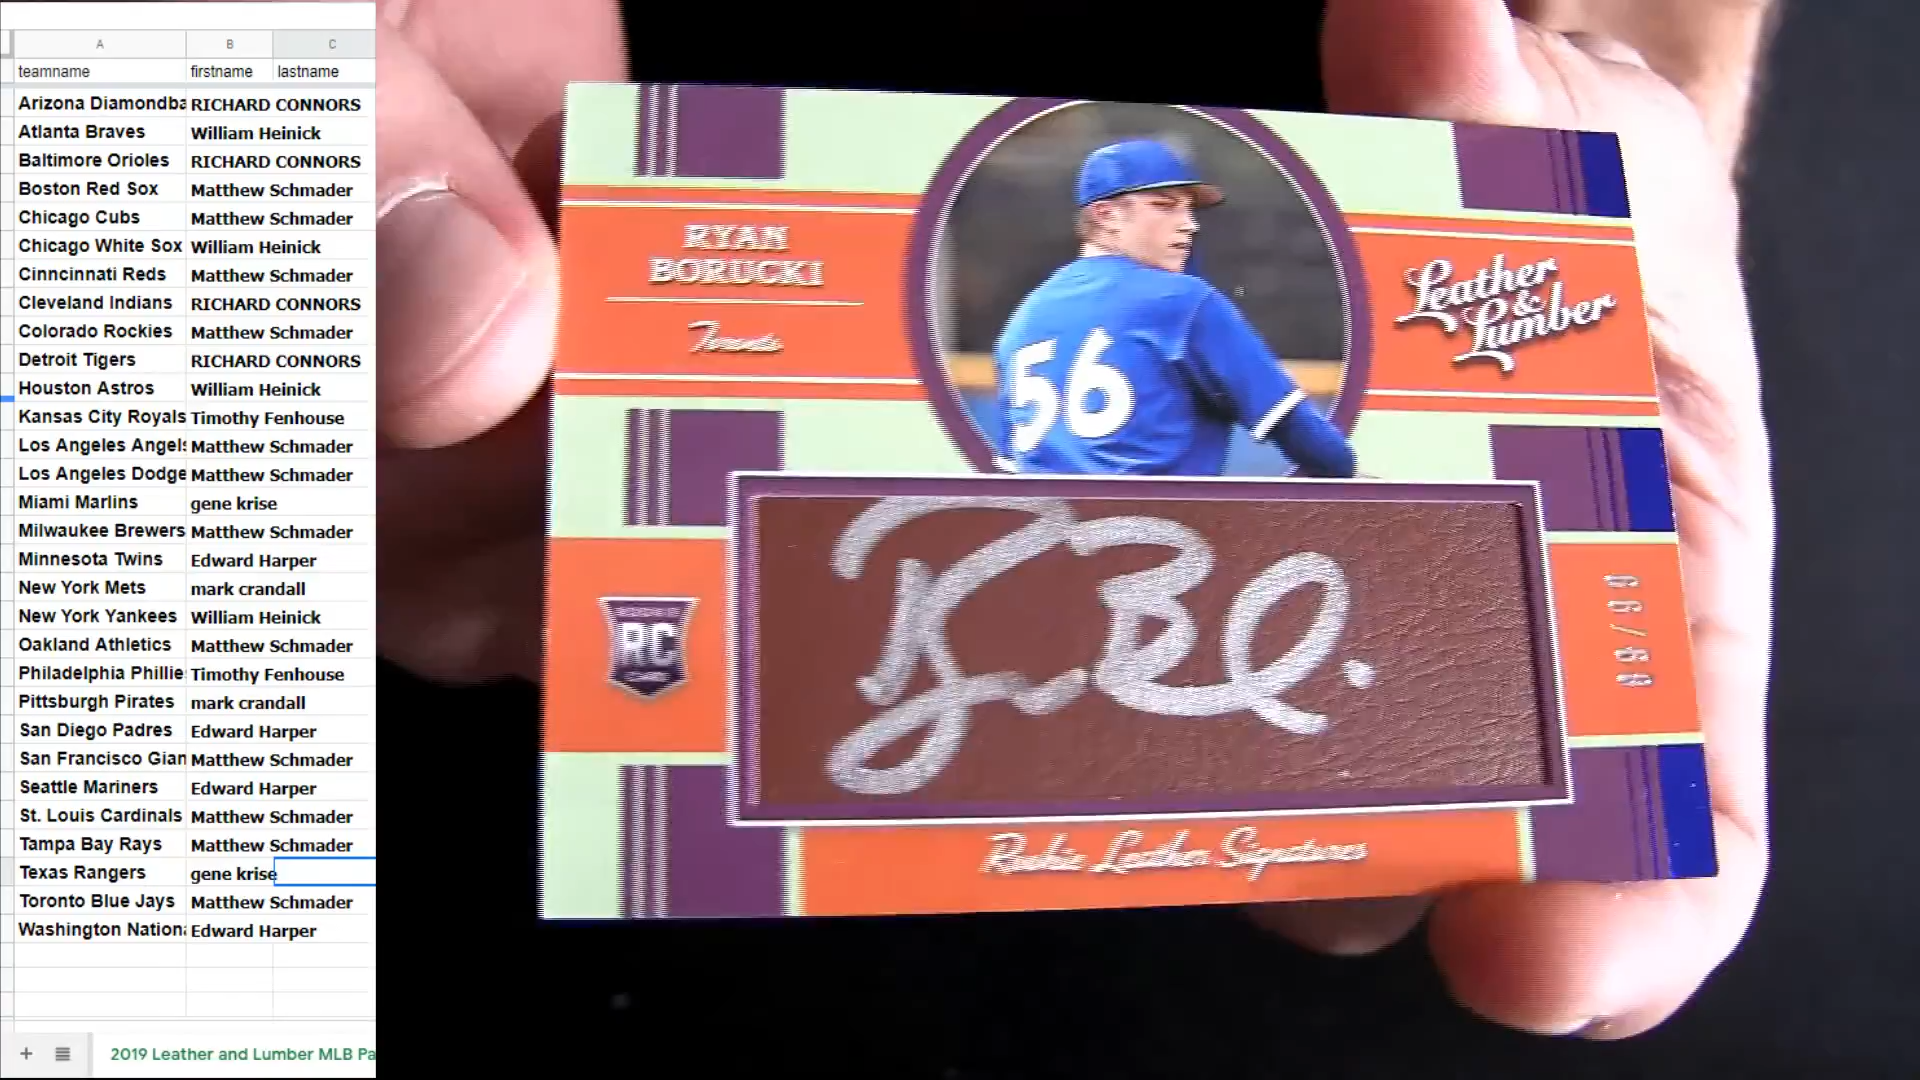 A B C
teamname firstname lastname
Arizona Diamondba RICHARD CONNORS
Atlanta Braves William Heinick
Baltimore Orioles RICHARD CONNORS
Boston Red Sox Matthew Schmader
Chicago Cubs Matthew Schmader
Chicago White Sox William Heinick
Cinncinnati Reds Matthew Schmader
Cleveland Indians RICHARD CONNORS
Colorado Rockies Matthew Schmader
Detroit Tigers RICHARD CONNORS
Houston Astros William Heinick
Kansas City Royals Timothy Fenhouse
Los Angeles Angels Matthew Schmader
Los Angeles Dodge Matthew Schmader
Miami Marlins gene krise
Milwaukee Brewers Matthew Schmader
Minnesota Twins Edward Harper
New York Mets mark crandall
New York Yankees William Heinick
Oakland Athletics Matthew Schmader
Philadelphia Phillie Timothy Fenhouse
Pittsburgh Pirates mark crandall
San Diego Padres Edward Harper
San Francisco Gian Matthew Schmader
Seattle Mariners Edward Harper
St. Louis Cardinals Matthew Schmader
Tampa Bay Rays Matthew Schmader
Texas Rangers gene krise
Toronto Blue Jays Matthew Schmader
Washington Nationa Edward Harper
2019 Leather and Lumber MLB Pa
RYAN
BORUCKI
Toronto
56
Leather
&
Lumber
RC
Rookie Leather Signatures